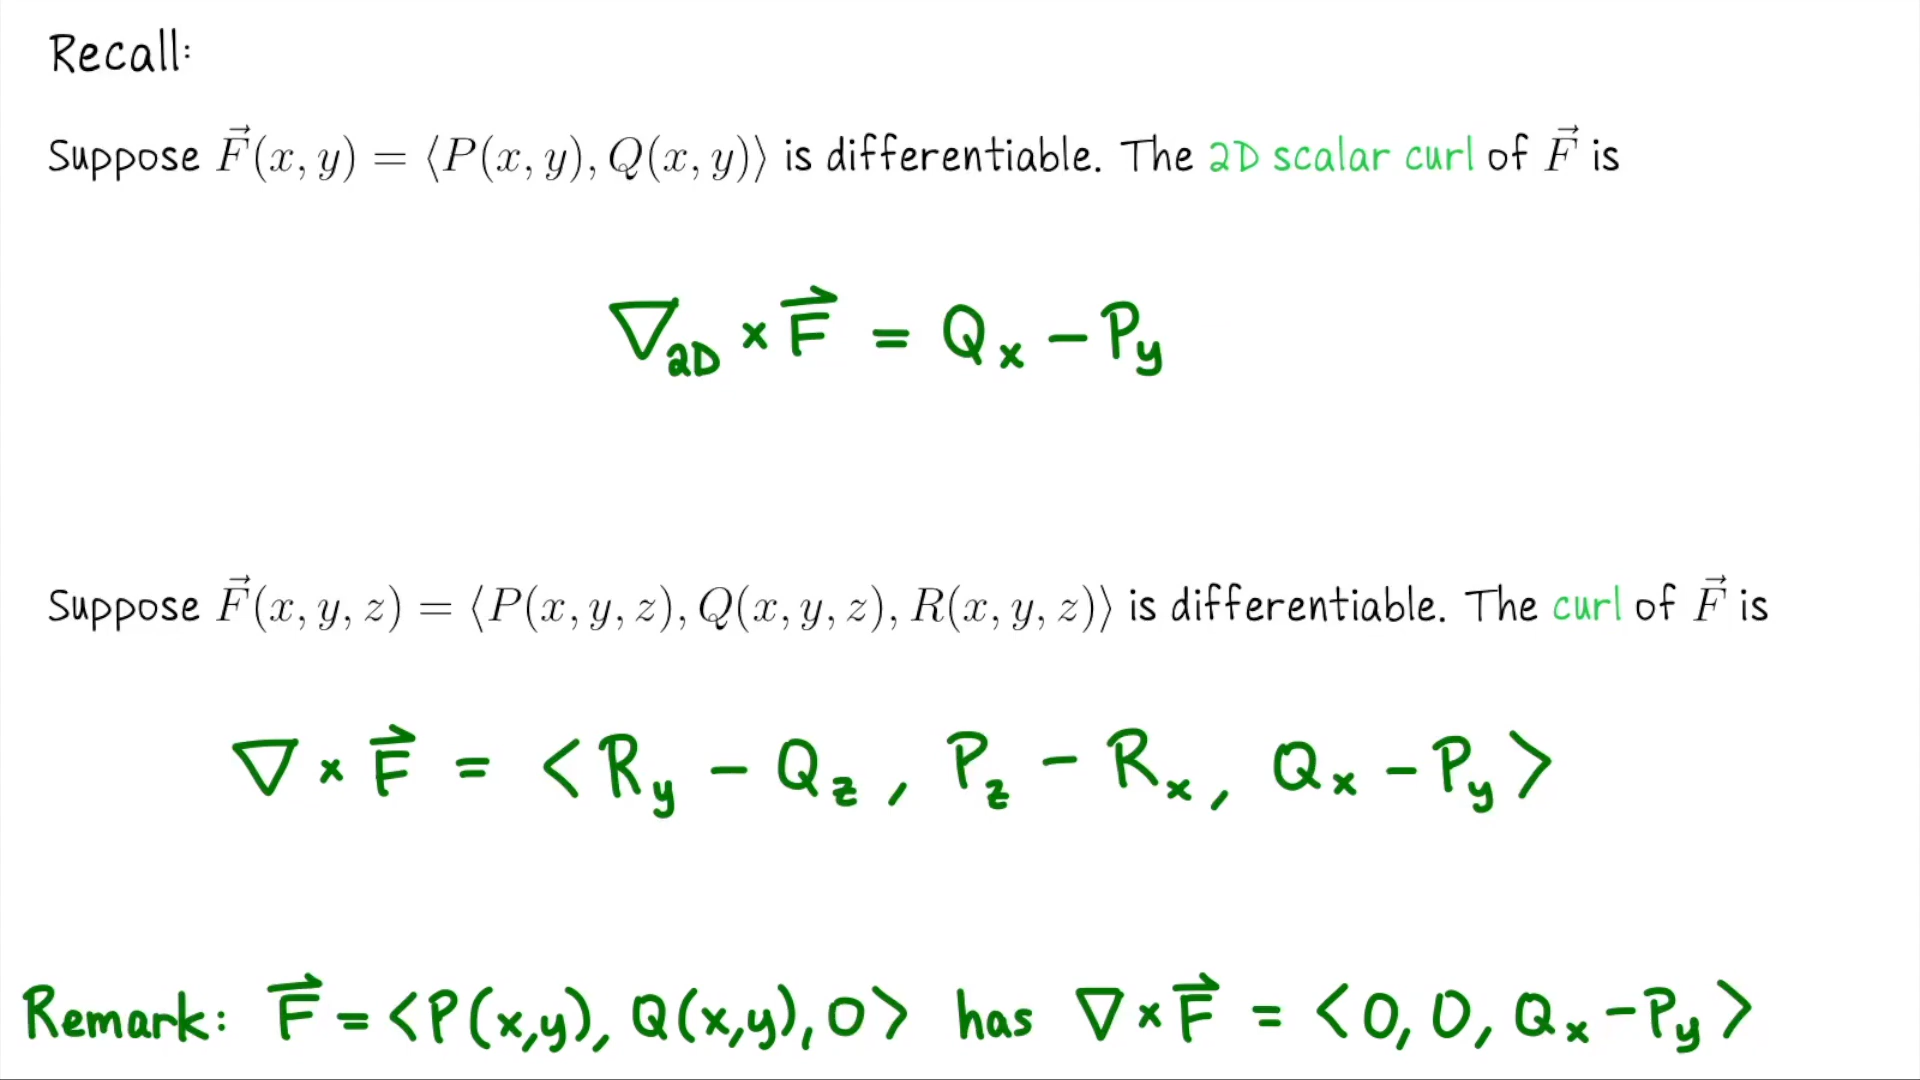 Recall:
Suppose F⃗(x, y) = ⟨P(x, y), Q(x, y)⟩ is differentiable. The 2D scalar curl of F⃗ is
∇₂D × F⃗ = Qx − Py
Suppose F⃗(x, y, z) = ⟨P(x, y, z), Q(x, y, z), R(x, y, z)⟩ is differentiable. The curl of F⃗ is
∇ × F⃗ = <Ry − Qz, Pz − Rx, Qx − Py>
Remark: F⃗ = <P(x,y), Q(x,y), 0> has ∇ × F⃗ = <0, 0, Qx − Py>